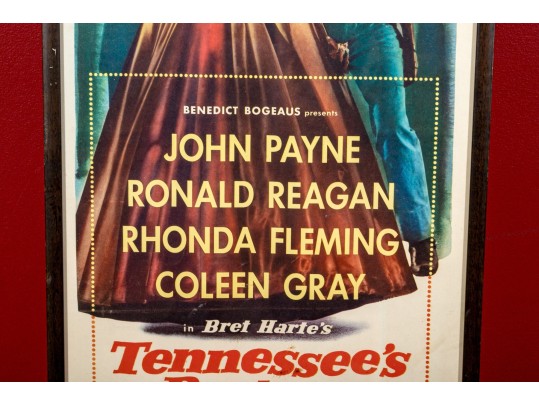 BENEDICT BOGEAUS presents
JOHN PAYNE
RONALD REAGAN
RHONDA FLEMING
COLEEN GRAY
in Bret Harte's
Tennessee's